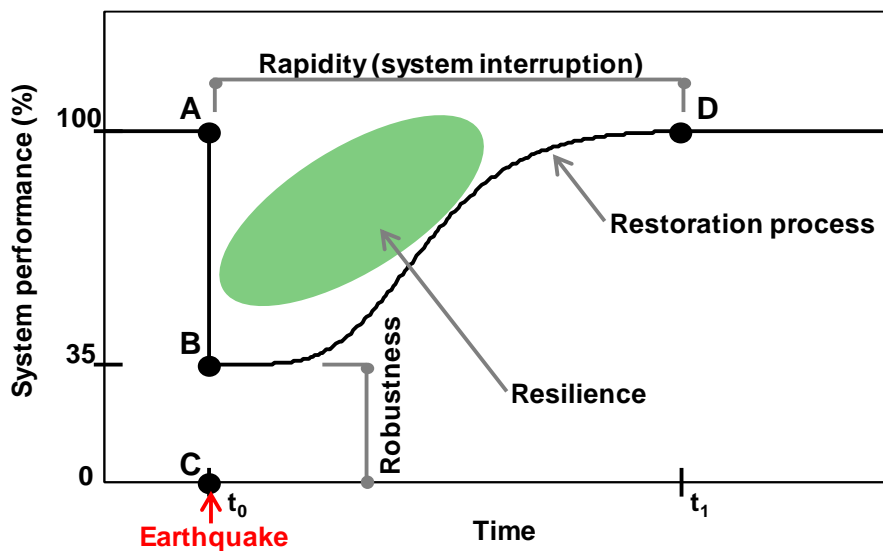 Rapidity (system interruption)
A
D
100
System performance (%)
Restoration process
B
35
Robustness
Resilience
C
0
t₀
t₁
Earthquake
Time